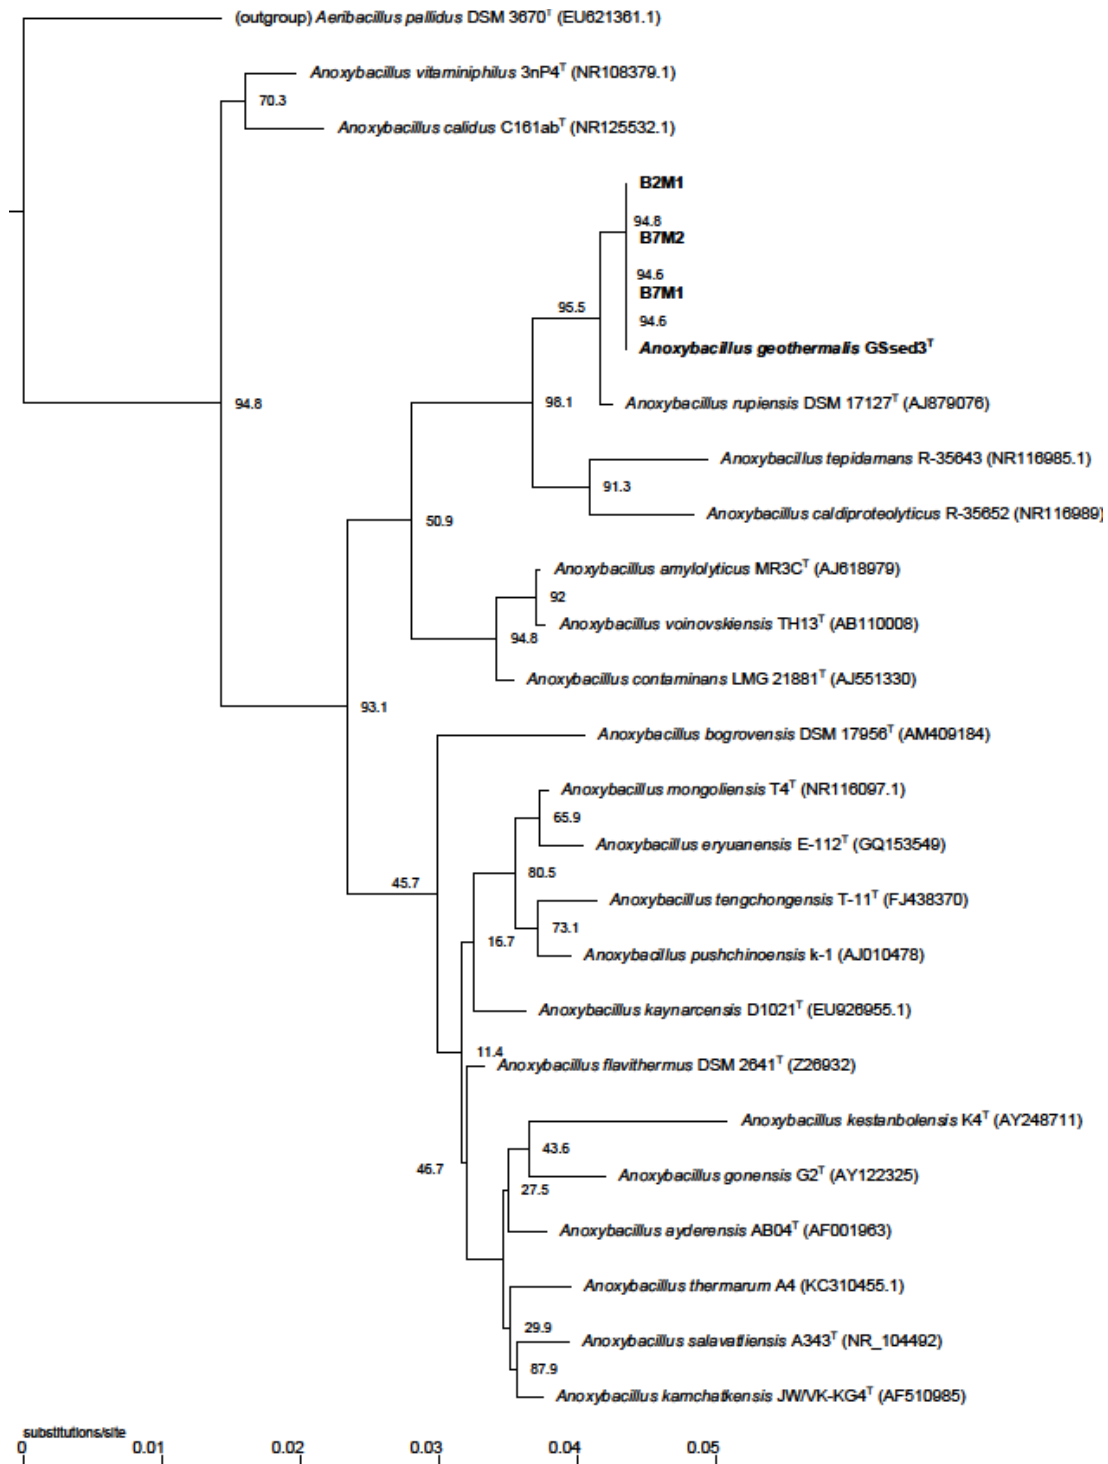 (outgroup) Aeribacillus pallidus DSM 3670T (EU621361.1)
Anoxybacillus vitaminiphilus 3nP4T (NR108379.1)
70.3
Anoxybacillus calidus C161abT (NR125532.1)
B2M1
94.8
B7M2
94.6
B7M1
95.5
94.6
Anoxybacillus geothermalis GSsed3T
94.8
98.1
Anoxybacillus rupiensis DSM 17127T (AJ879076)
Anoxybacillus tepidamans R-35643 (NR116985.1)
91.3
Anoxybacillus caldiproteolyticus R-35652 (NR116989)
50.9
Anoxybacillus amylolyticus MR3CT (AJ618979)
92
Anoxybacillus voinovskiensis TH13T (AB110008)
94.8
Anoxybacillus contaminans LMG 21881T (AJ551330)
93.1
Anoxybacillus bogrovensis DSM 17956T (AM409184)
Anoxybacillus mongoliensis T4T (NR116097.1)
65.9
Anoxybacillus eryuanensis E-112T (GQ153549)
80.5
45.7
Anoxybacillus tengchongensis T-11T (FJ438370)
73.1
16.7
Anoxybacillus pushchinoensis k-1 (AJ010478)
Anoxybacillus kaynarcensis D1021T (EU926955.1)
11.4
Anoxybacillus flavithermus DSM 2641T (Z26932)
Anoxybacillus kestanbolensis K4T (AY248711)
43.6
46.7
Anoxybacillus gonensis G2T (AY122325)
27.5
Anoxybacillus ayderensis AB04T (AF001963)
Anoxybacillus thermarum A4 (KC310455.1)
29.9
Anoxybacillus salavatliensis A343T (NR_104492)
87.9
Anoxybacillus kamchatkensis JW/VK-KG4T (AF510985)
substitutions/site
0 0.01 0.02 0.03 0.04 0.05